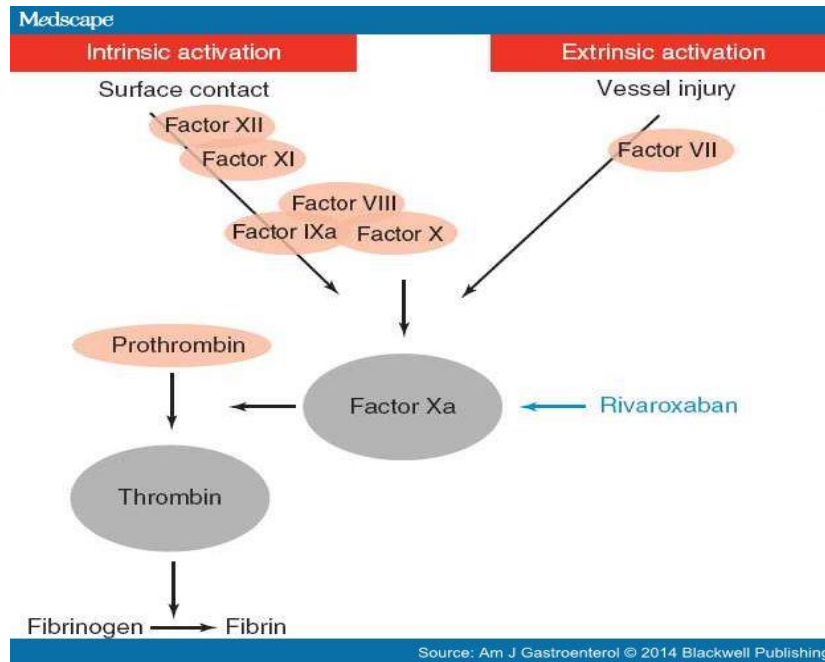 Medscape
Intrinsic activation
Extrinsic activation
Surface contact
Vessel injury
Factor XII
Factor XI
Factor VII
Factor VIII
Factor IXa
Factor X
Prothrombin
Factor Xa
Rivaroxaban
Thrombin
Fibrinogen
Fibrin
Source: Am J Gastroenterol © 2014 Blackwell Publishing